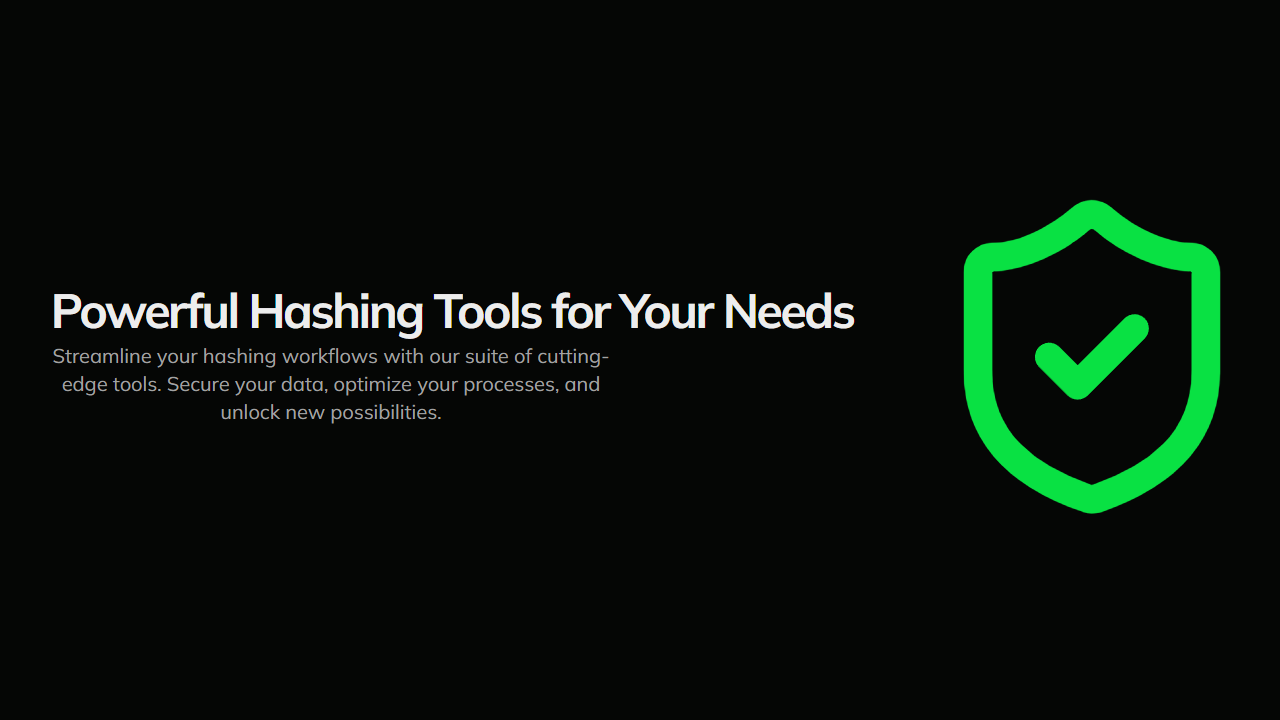 Powerful Hashing Tools for Your Needs
Streamline your hashing workflows with our suite of cutting-
edge tools. Secure your data, optimize your processes, and
unlock new possibilities.